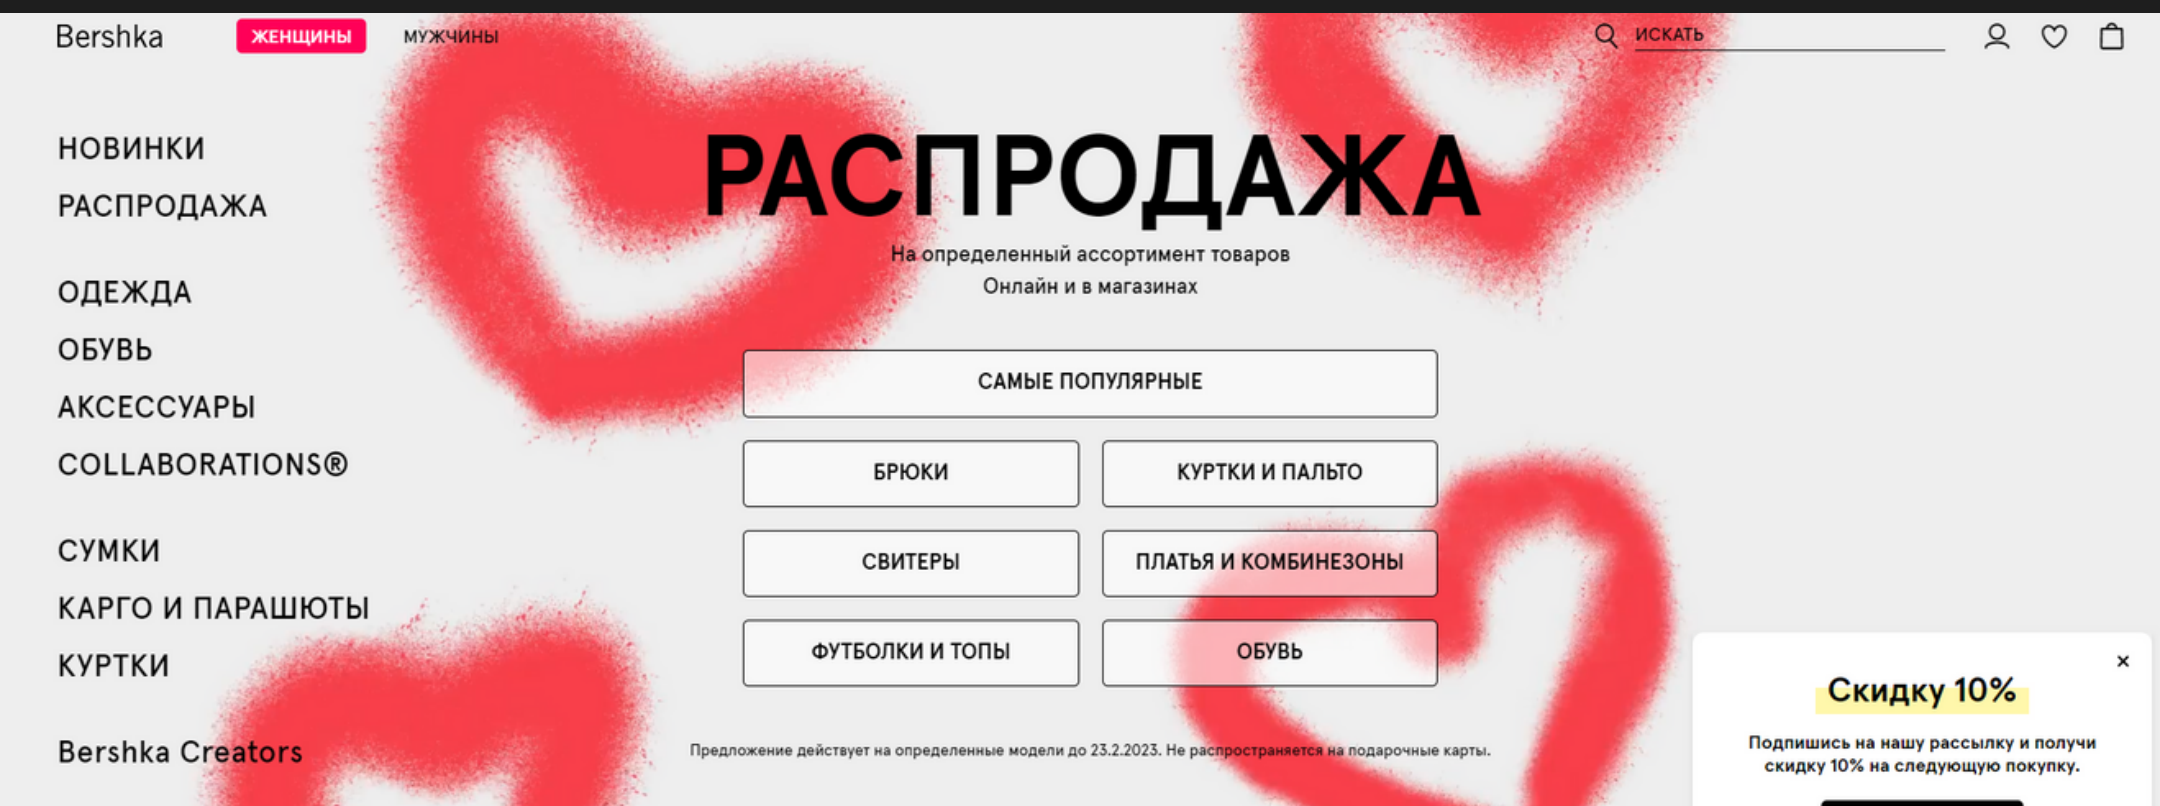 Bershka
ЖЕНЩИНЫ
МУЖЧИНЫ
ИСКАТЬ
НОВИНКИ
РАСПРОДАЖА
ОДЕЖДА
ОБУВЬ
АКСЕССУАРЫ
COLLABORATIONS®
СУМКИ
КАРГО И ПАРАШЮТЫ
КУРТКИ
Bershka Creators
РАСПРОДАЖА
На определенный ассортимент товаров
Онлайн и в магазинах
САМЫЕ ПОПУЛЯРНЫЕ
БРЮКИ
КУРТКИ И ПАЛЬТО
СВИТЕРЫ
ПЛАТЬЯ И КОМБИНЕЗОНЫ
ФУТБОЛКИ И ТОПЫ
ОБУВЬ
Предложение действует на определенные модели до 23.2.2023. Не распространяется на подарочные карты.
Скидку 10%
Подпишись на нашу рассылку и получи
скидку 10% на следующую покупку.